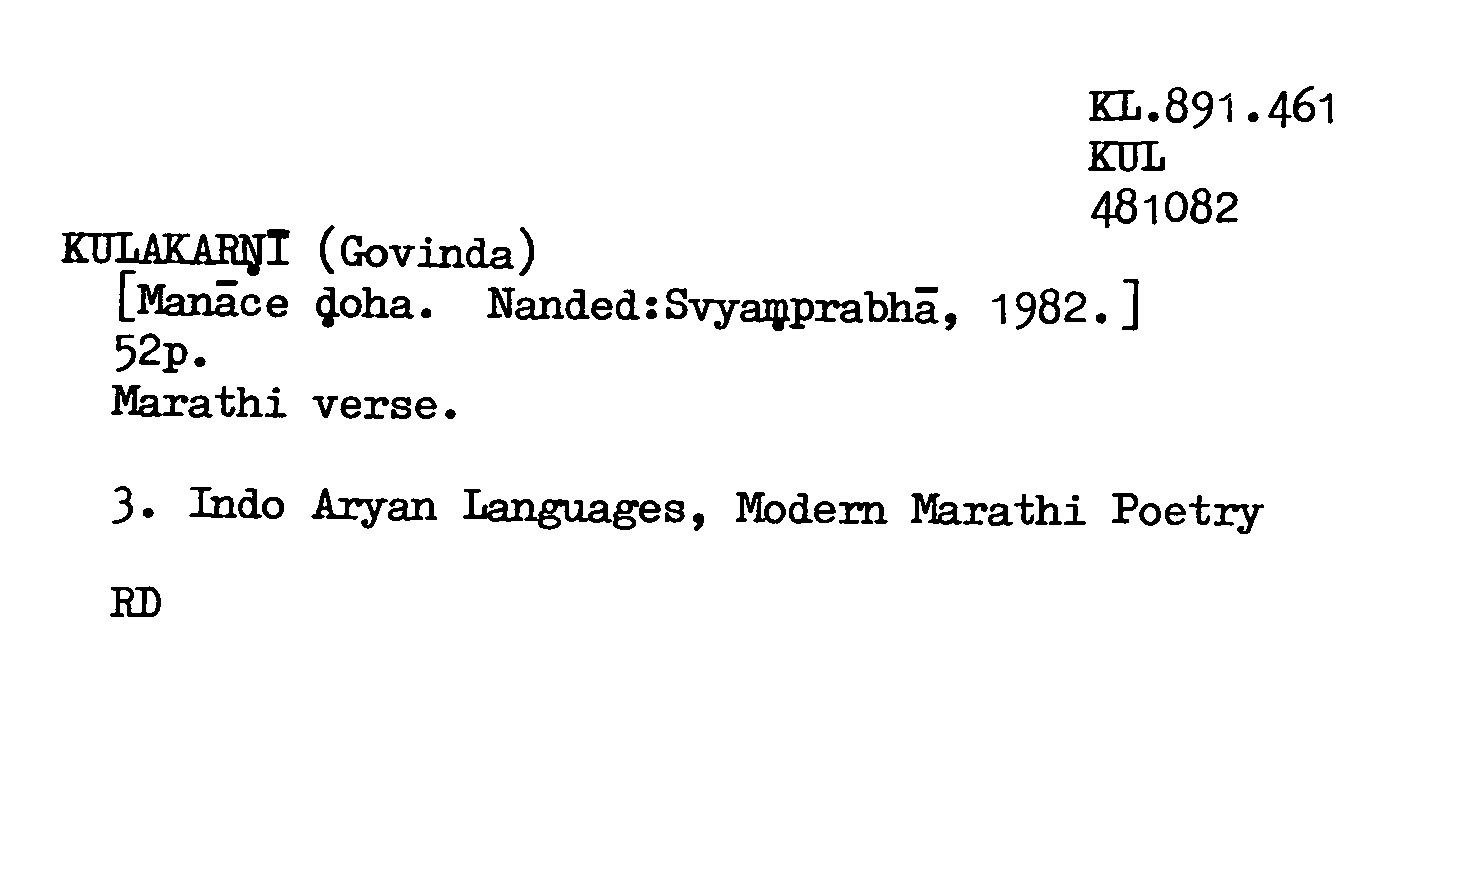 KL.891.461
KUL
481082
KULAKARṆĪ (Govinda)
[Manāce ḍoha. Nanded:Svyaṃprabhā, 1982.]
52p.
Marathi verse.
3. Indo Aryan Languages, Modern Marathi Poetry
RD